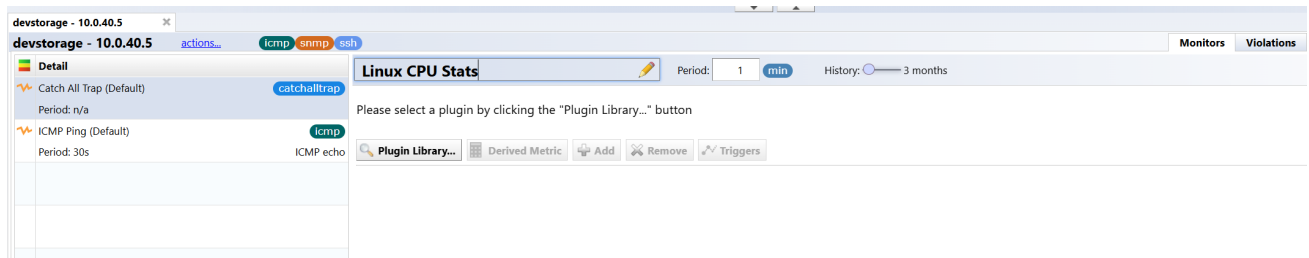 devstorage - 10.0.40.5
devstorage - 10.0.40.5 actions... icmp snmp ssh Monitors Violations
Detail
Linux CPU Stats Period: 1 min History: 3 months
Catch All Trap (Default) catchalltrap
Period: n/a
Please select a plugin by clicking the "Plugin Library..." button
ICMP Ping (Default) icmp
Period: 30s ICMP echo
Plugin Library... Derived Metric Add Remove Triggers